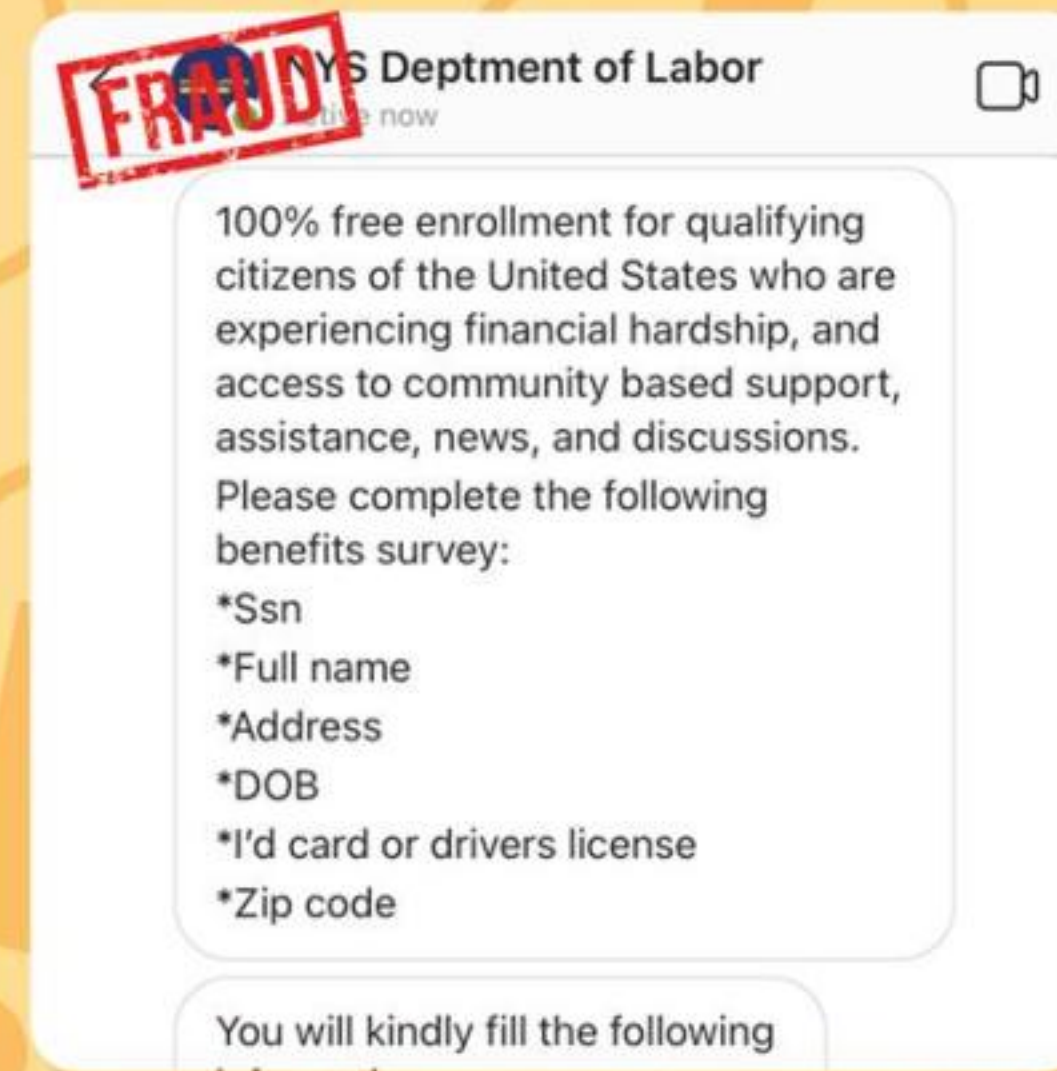 FRAUD
NYS Deptment of Labor
active now
100% free enrollment for qualifying
citizens of the United States who are
experiencing financial hardship, and
access to community based support,
assistance, news, and discussions.
Please complete the following
benefits survey:
*Ssn
*Full name
*Address
*DOB
*I'd card or drivers license
*Zip code
You will kindly fill the following